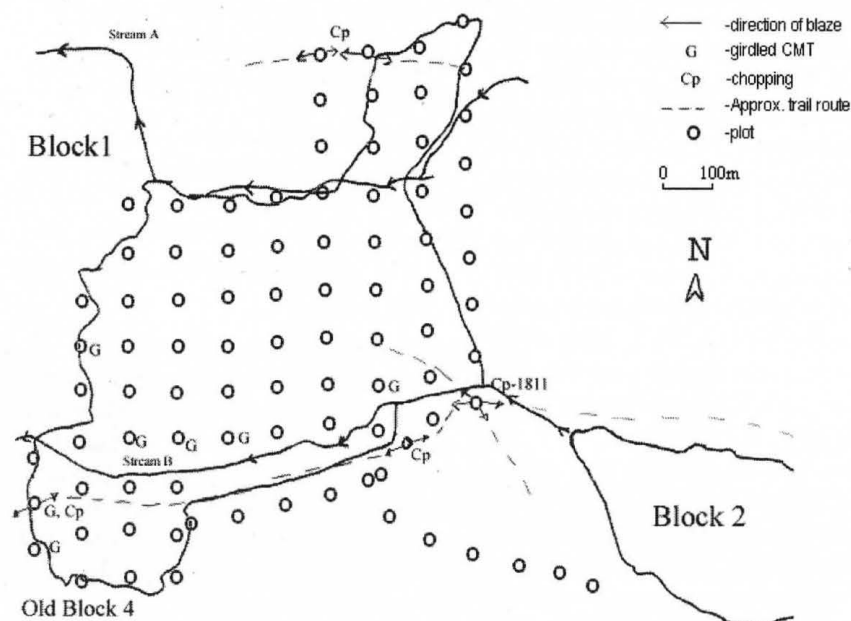 Cp
Stream A
-direction of blaze
G -girdled CMT
Cp -chopping
-Approx. trail route
-plot
0 100m
Block1
N
G
G
Cp-1811
G G G
Stream B
Cp
G, Cp
G
Block 2
Old Block 4